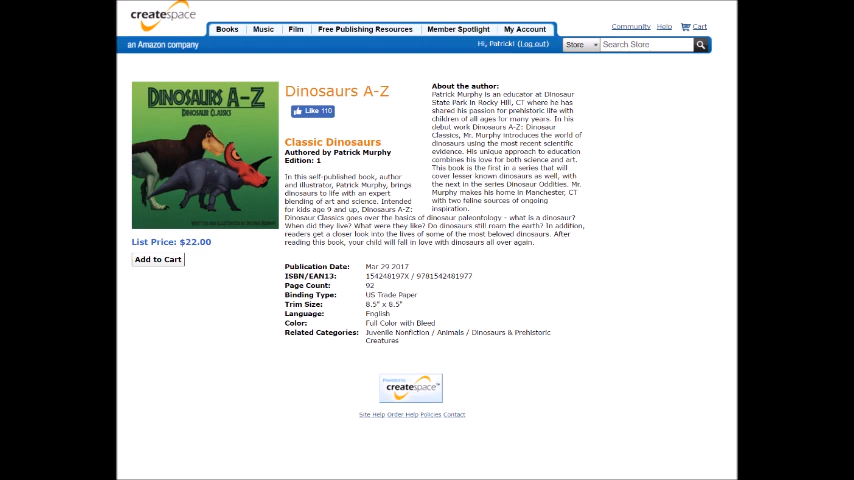 createspace
Books Music Film Free Publishing Resources Member Spotlight My Account
Community Help Cart
an Amazon company
Hi, Patrick! (Log out)
Store Search Store
DINOSAURS A-Z
DINOSAUR CLASSICS
List Price: $22.00
Add to Cart
Dinosaurs A-Z
Like 110
Classic Dinosaurs
Authored by Patrick Murphy
Edition: 1
About the author:
Patrick Murphy is an educator at Dinosaur
State Park in Rocky Hill, CT where he has
shared his passion for prehistoric life with
children of all ages for many years. In his
debut work Dinosaurs A-Z: Dinosaur
Classics, Mr. Murphy introduces the world of
dinosaurs using the most recent scientific
evidence. His unique approach to education
combines his love for both science and art.
This book is the first in a series that will
cover lesser known dinosaurs as well, with
the next in the series Dinosaur Oddities. Mr.
Murphy makes his home in Manchester, CT
with two feline sources of ongoing
inspiration.
In this self-published book, author
and illustrator, Patrick Murphy, brings
dinosaurs to life with an expert
blending of art and science. Intended
for kids age 9 and up, Dinosaurs A-Z:
Dinosaur Classics goes over the basics of dinosaur paleontology - what is a dinosaur?
When did they live? What were they like? Do dinosaurs still roam the earth? In addition,
readers get a closer look into the lives of some of the most beloved dinosaurs. After
reading this book, your child will fall in love with dinosaurs all over again.
Publication Date: Mar 29 2017
ISBN/EAN13: 154248197X / 9781542481977
Page Count: 92
Binding Type: US Trade Paper
Trim Size: 8.5" x 8.5"
Language: English
Color: Full Color with Bleed
Related Categories: Juvenile Nonfiction / Animals / Dinosaurs & Prehistoric
Creatures
createspace™
Site Help Order Help Policies Contact